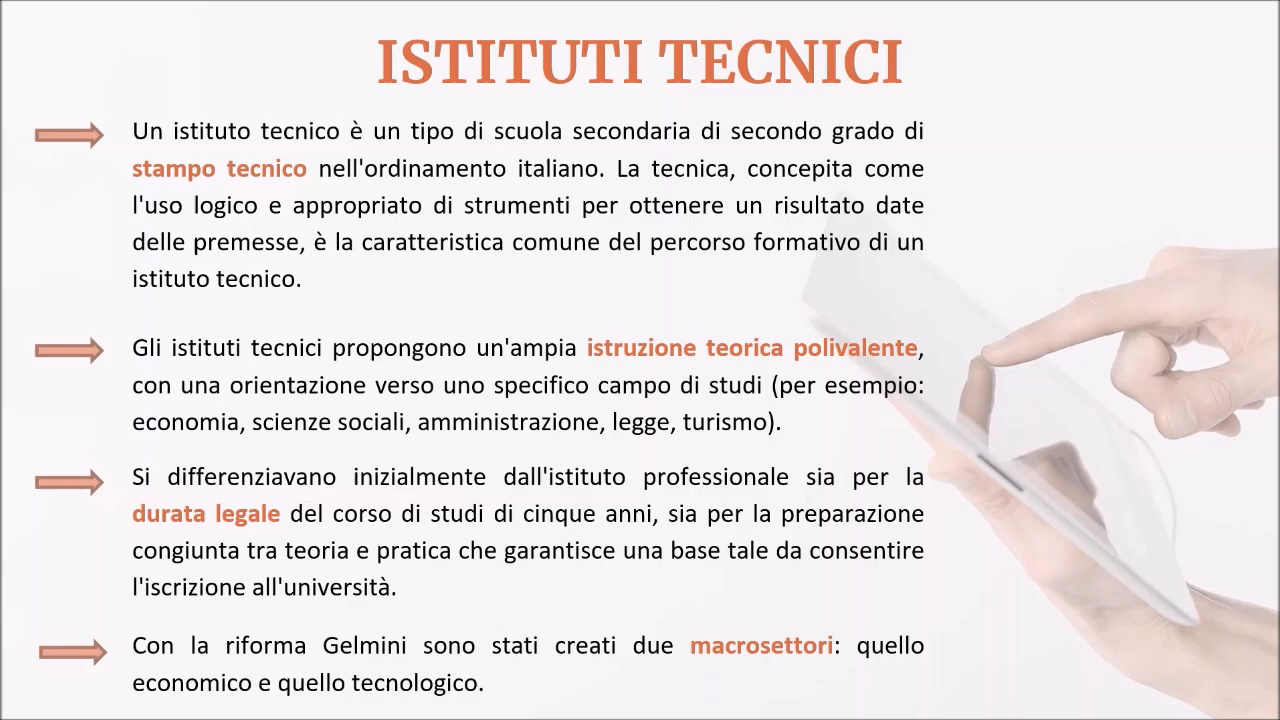 ISTITUTI TECNICI
Un istituto tecnico è un tipo di scuola secondaria di secondo grado di
stampo tecnico nell'ordinamento italiano. La tecnica, concepita come
l'uso logico e appropriato di strumenti per ottenere un risultato date
delle premesse, è la caratteristica comune del percorso formativo di un
istituto tecnico.
Gli istituti tecnici propongono un'ampia istruzione teorica polivalente,
con una orientazione verso uno specifico campo di studi (per esempio:
economia, scienze sociali, amministrazione, legge, turismo).
Si differenziavano inizialmente dall'istituto professionale sia per la
durata legale del corso di studi di cinque anni, sia per la preparazione
congiunta tra teoria e pratica che garantisce una base tale da consentire
l'iscrizione all'università.
Con la riforma Gelmini sono stati creati due macrosettori: quello
economico e quello tecnologico.